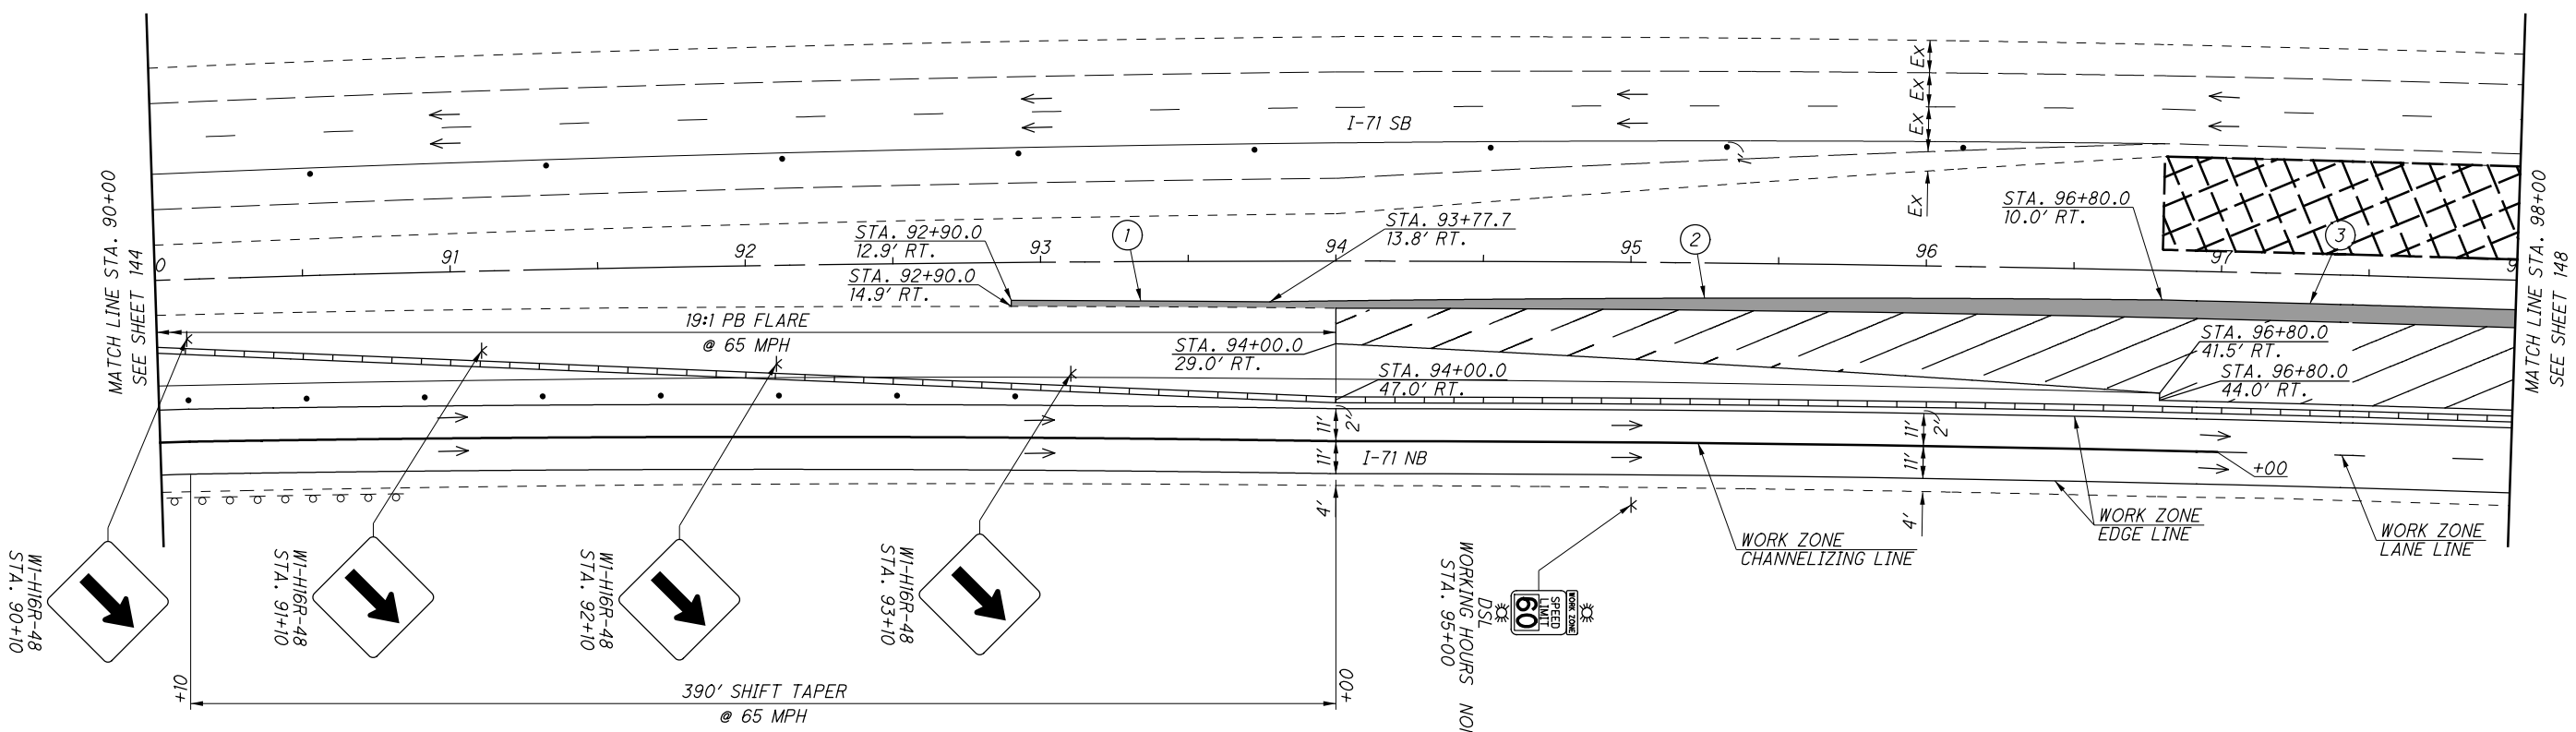 MATCH LINE STA. 90+00
SEE SHEET 144
I-71 SB
Ex
Ex
Ex
Ex
91
92
93
94
95
96
97
STA. 92+90.0
12.9' RT.
STA. 92+90.0
14.9' RT.
1
STA. 93+77.7
13.8' RT.
2
STA. 96+80.0
10.0' RT.
3
MATCH LINE STA. 98+00
SEE SHEET 148
19:1 PB FLARE
@ 65 MPH
STA. 94+00.0
29.0' RT.
STA. 94+00.0
47.0' RT.
STA. 96+80.0
41.5' RT.
STA. 96+80.0
44.0' RT.
11'
2'
11'
4'
I-71 NB
11'
2'
11'
4'
+00
WORK ZONE
CHANNELIZING LINE
WORK ZONE
EDGE LINE
WORK ZONE
LANE LINE
W1-H16R-48
STA. 90+10
W1-H16R-48
STA. 91+10
W1-H16R-48
STA. 92+10
W1-H16R-48
STA. 93+10
WORK ZONE
SPEED
LIMIT
60
WORKING HOURS
DSL
STA. 95+00
+10
390' SHIFT TAPER
@ 65 MPH
+00